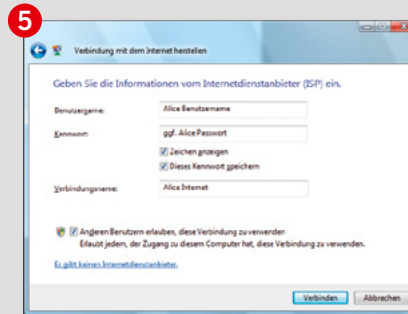 5
Verbindung mit dem Internet herstellen
Geben Sie die Informationen vom Internetdienstanbieter (ISP) ein.
Benutzername: Alice Benutzername
Kennwort: ggf. Alice Passwort
Zeichen anzeigen
Dieses Kennwort speichern
Verbindungsname: Alice Internet
Anderen Benutzern erlauben, diese Verbindung zu verwenden
Erlaubt jedem, der Zugang zu diesem Computer hat, diese Verbindung zu verwenden.
Es gibt keinen Internetdienstanbieter.
Verbinden Abbrechen